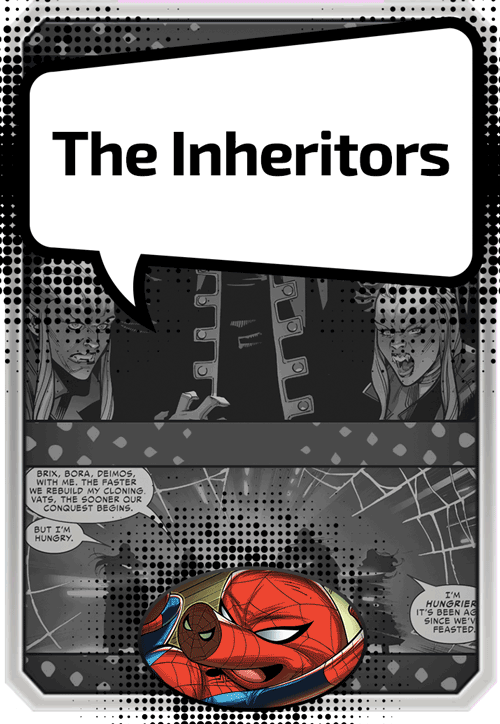 The Inheritors
BRIX, BORA, DEIMOS,
WITH ME. THE FASTER
WE REBUILD MY CLONING
VATS, THE SOONER OUR
CONQUEST BEGINS.
BUT I'M
HUNGRY.
I'M
HUNGRIER
IT'S BEEN AG
SINCE WE'V
FEASTED.